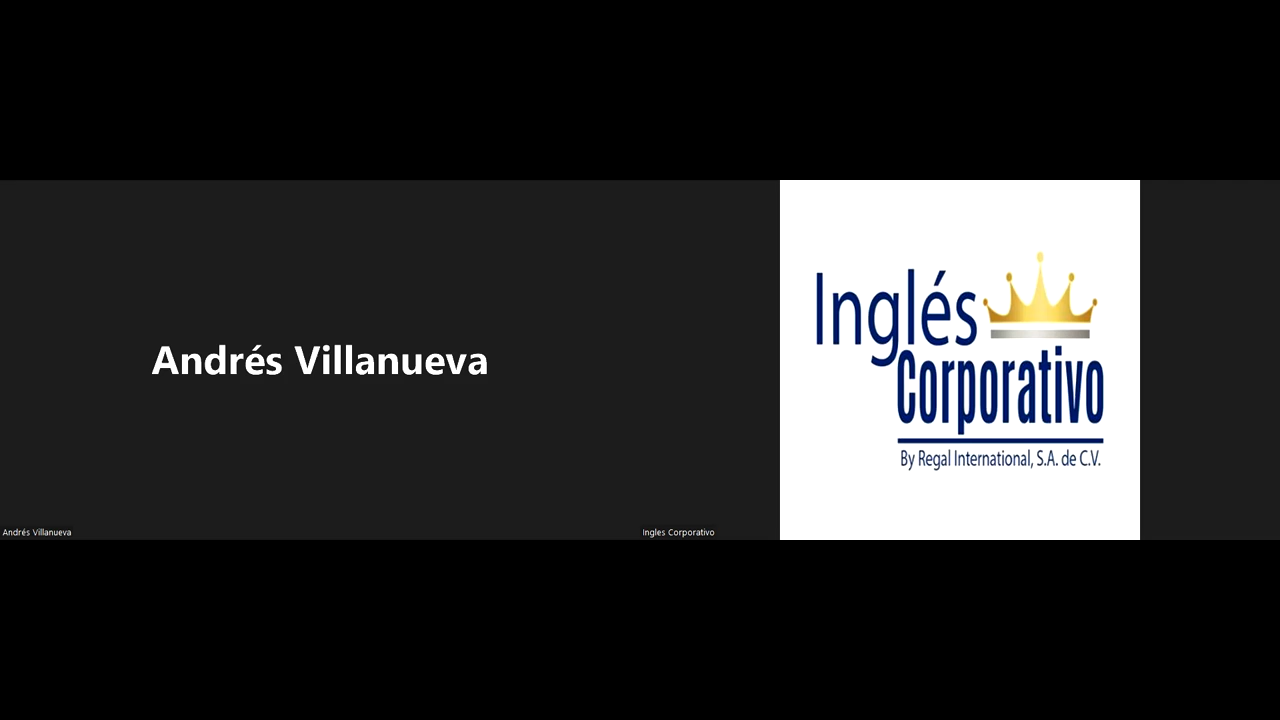 Andrés Villanueva
Andrés Villanueva
Inglés
Corporativo
By Regal International, S.A. de C.V.
Ingles Corporativo